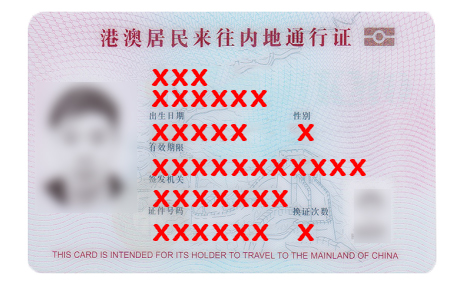 港澳居民来往内地通行证
XXX
XXXXXX
出生日期 性别
XXXXX X
有效期限
XXXXXXXXXXX
签发机关
XXXXXXX
证件号码 换证次数
XXXXXX X
THIS CARD IS INTENDED FOR ITS HOLDER TO TRAVEL TO THE MAINLAND OF CHINA